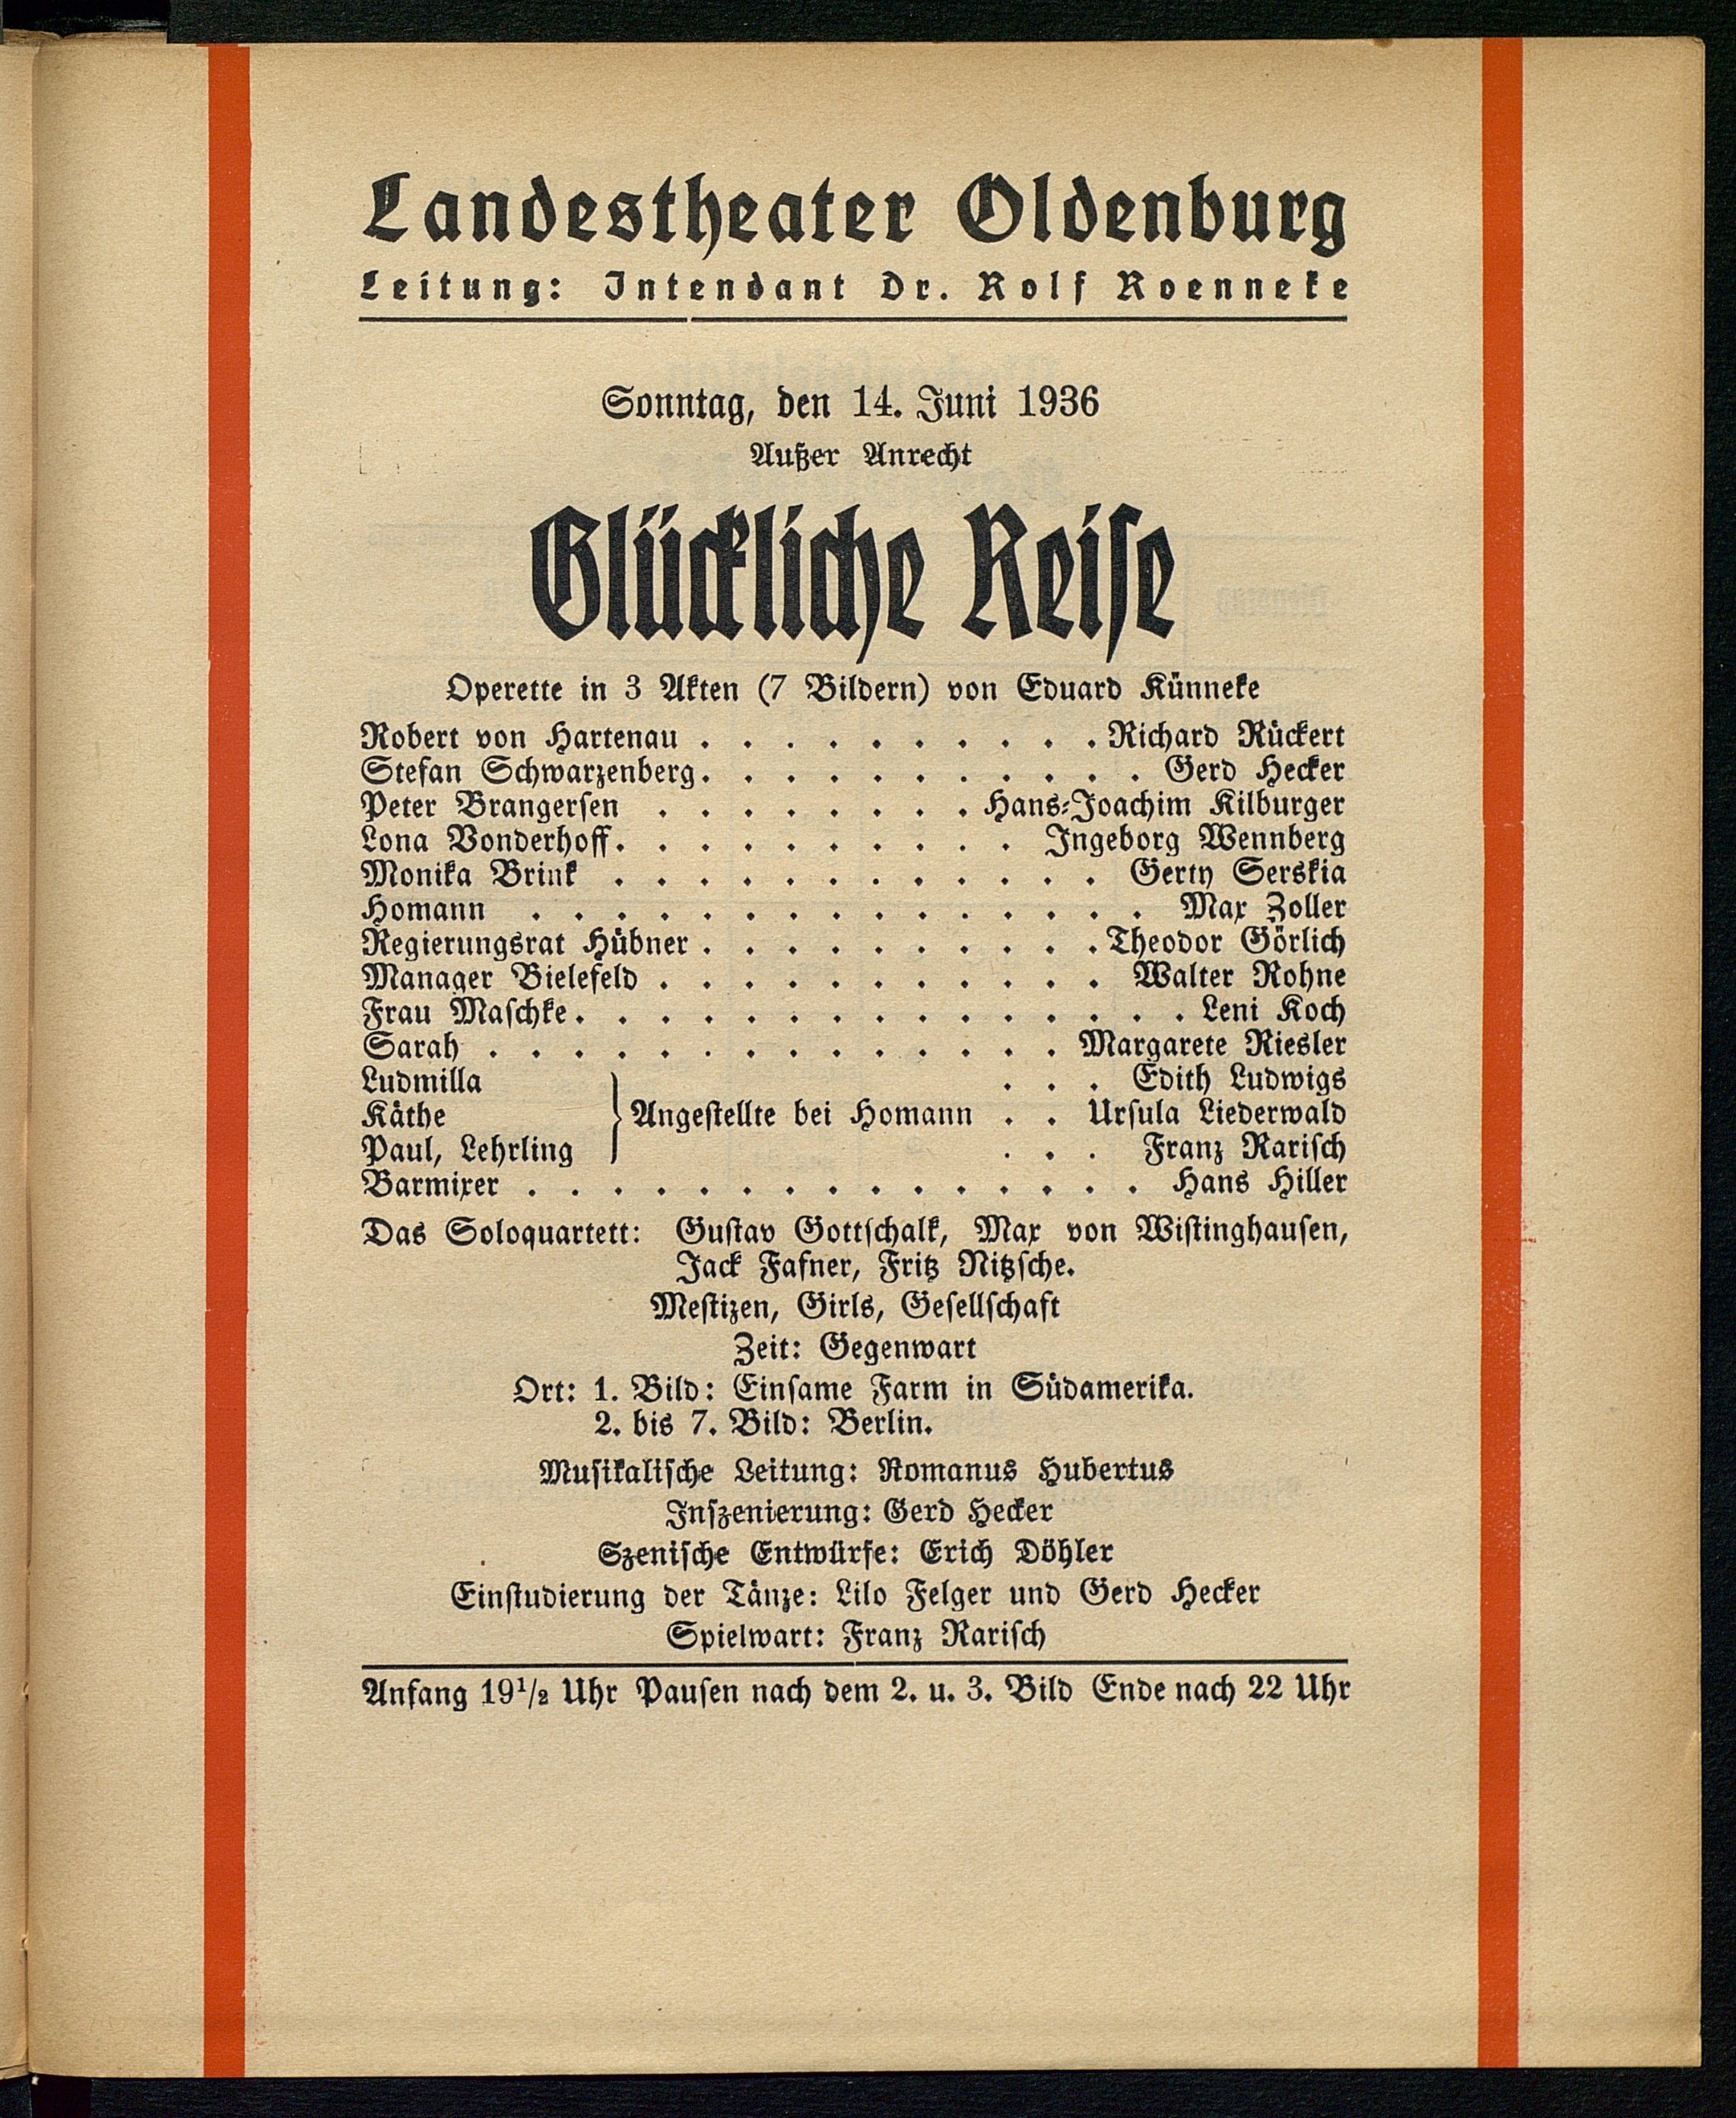 Landestheater Oldenburg
Leitung: Intendant Dr. Rolf Roenneke
Sonntag, den 14. Juni 1936
Außer Anrecht
Glückliche Reise
Operette in 3 Akten (7 Bildern) von Eduard Künneke
Robert von Hartenau . . . . . . . . . . Richard Rückert
Stefan Schwarzenberg. . . . . . . . . . . Gerd Hecker
Peter Brangersen . . . . . . . . Hans-Joachim Kilburger
Lona Vonderhoff. . . . . . . . . . Ingeborg Wennberg
Monika Brink . . . . . . . . . . . . Gerty Serskia
Homann . . . . . . . . . . . . . . . Max Zoller
Regierungsrat Hübner . . . . . . . . . . Theodor Görlich
Manager Bielefeld . . . . . . . . . . . Walter Rohne
Frau Maschke. . . . . . . . . . . . . . . Leni Koch
Sarah . . . . . . . . . . . . . . Margarete Riesler
Ludmilla . . . Edith Ludwigs
Käthe } Angestellte bei Homann . . Ursula Liederwald
Paul, Lehrling . . . Franz Rarisch
Barmixer . . . . . . . . . . . . . . . Hans Hiller
Das Soloquartett: Gustav Gottschalk, Max von Wistinghausen,
Jack Fafner, Fritz Nitzsche.
Mestizen, Girls, Gesellschaft
Zeit: Gegenwart
Ort: 1. Bild: Einsame Farm in Südamerika.
2. bis 7. Bild: Berlin.
Musikalische Leitung: Romanus Hubertus
Inszenierung: Gerd Hecker
Szenische Entwürfe: Erich Döhler
Einstudierung der Tänze: Lilo Felger und Gerd Hecker
Spielwart: Franz Rarisch
Anfang 19½ Uhr Pausen nach dem 2. u. 3. Bild Ende nach 22 Uhr